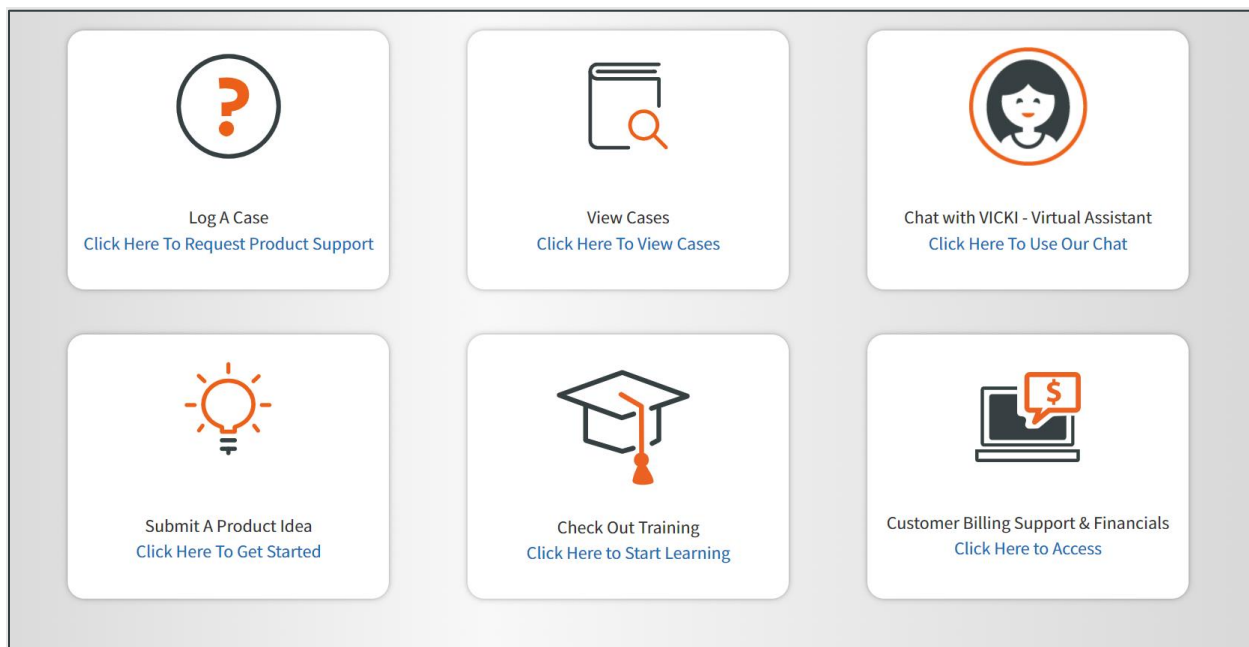 ?
Log A Case
Click Here To Request Product Support
View Cases
Click Here To View Cases
Chat with VICKI - Virtual Assistant
Click Here To Use Our Chat
Submit A Product Idea
Click Here To Get Started
Check Out Training
Click Here to Start Learning
$
Customer Billing Support & Financials
Click Here to Access